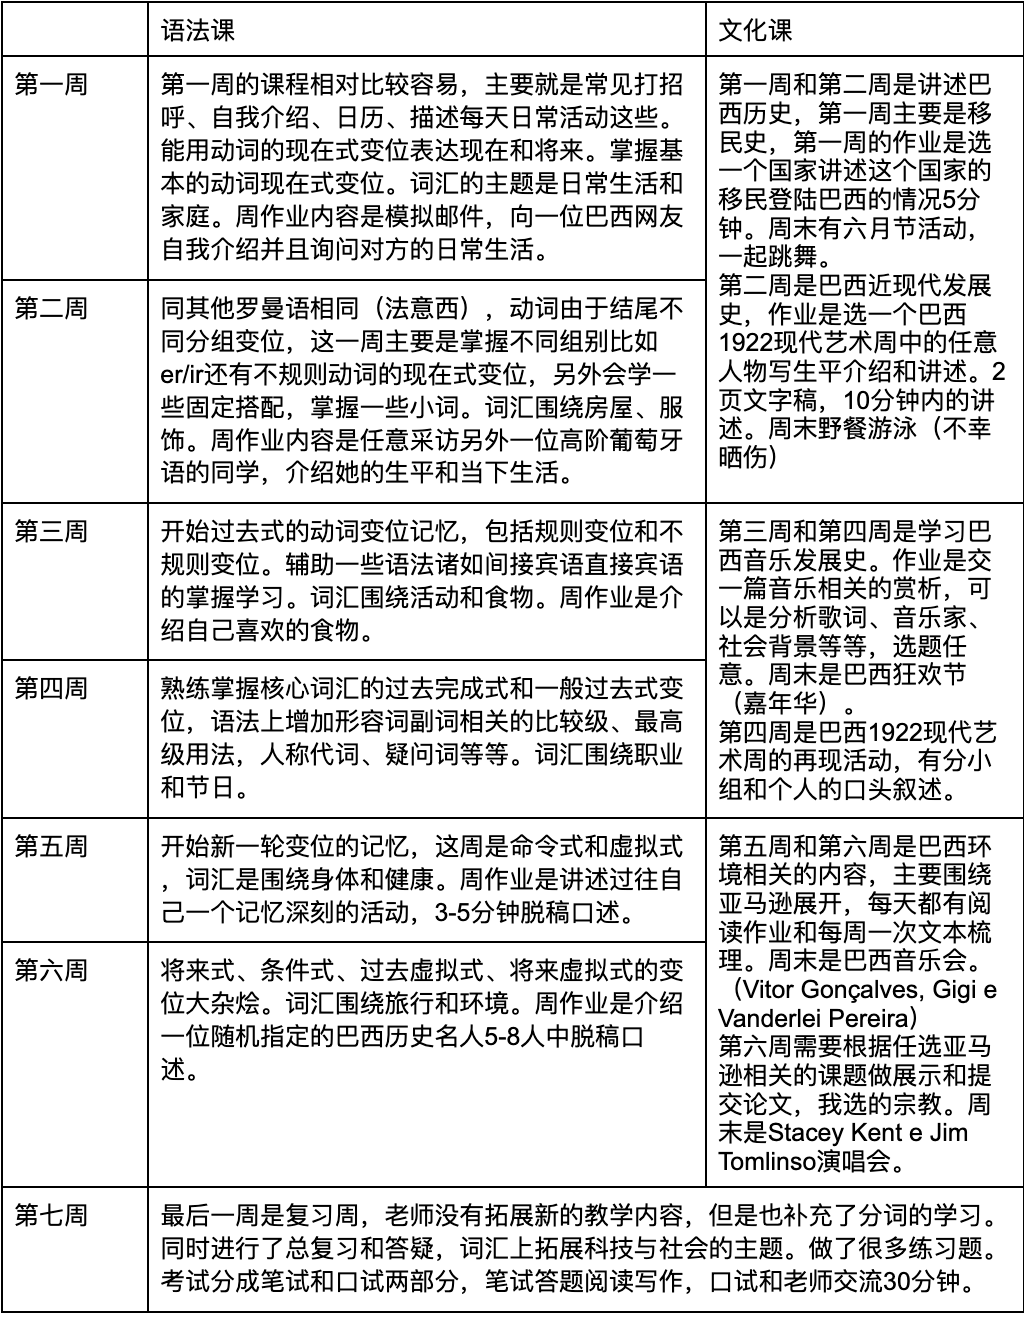 语法课
文化课
第一周
第一周的课程相对比较容易，主要就是常见打招
呼、自我介绍、日历、描述每天日常活动这些。
能用动词的现在式变位表达现在和将来。掌握基
本的动词现在式变位。词汇的主题是日常生活和
家庭。周作业内容是模拟邮件，向一位巴西网友
自我介绍并且询问对方的日常生活。
第一周和第二周是讲述巴
西历史，第一周主要是移
民史，第一周的作业是选
一个国家讲述这个国家的
移民登陆巴西的情况5分
钟。周末有六月节活动，
一起跳舞。
第二周是巴西近现代发展
史，作业是选一个巴西
1922现代艺术周中的任意
人物写生平介绍和讲述。2
页文字稿，10分钟内的讲
述。周末野餐游泳（不幸
晒伤）
第二周
同其他罗曼语相同（法意西），动词由于结尾不
同分组变位，这一周主要是掌握不同组别比如
er/ir还有不规则动词的现在式变位，另外会学一
些固定搭配，掌握一些小词。词汇围绕房屋、服
饰。周作业内容是任意采访另外一位高阶葡萄牙
语的同学，介绍她的生平和当下生活。
第三周
开始过去式的动词变位记忆，包括规则变位和不
规则变位。辅助一些语法诸如间接宾语直接宾语
的掌握学习。词汇围绕活动和食物。周作业是介
绍自己喜欢的食物。
第三周和第四周是学习巴
西音乐发展史。作业是交
一篇音乐相关的赏析，可
以是分析歌词、音乐家、
社会背景等等，选题任
意。周末是巴西狂欢节
（嘉年华）。
第四周是巴西1922现代艺
术周的再现活动，有分小
组和个人的口头叙述。
第四周
熟练掌握核心词汇的过去完成式和一般过去式变
位，语法上增加形容词副词相关的比较级、最高
级用法，人称代词、疑问词等等。词汇围绕职业
和节日。
第五周
开始新一轮变位的记忆，这周是命令式和虚拟式
，词汇是围绕身体和健康。周作业是讲述过往自
己一个记忆深刻的活动，3-5分钟脱稿口述。
第五周和第六周是巴西环
境相关的内容，主要围绕
亚马逊展开，每天都有阅
读作业和每周一次文本梳
理。周末是巴西音乐会。
（Vitor Gonçalves, Gigi e
Vanderlei Pereira）
第六周需要根据任选亚马
逊相关的课题做展示和提
交论文，我选的宗教。周
末是Stacey Kent e Jim
Tomlinso演唱会。
第六周
将来式、条件式、过去虚拟式、将来虚拟式的变
位大杂烩。词汇围绕旅行和环境。周作业是介绍
一位随机指定的巴西历史名人5-8人中脱稿口
述。
第七周
最后一周是复习周，老师没有拓展新的教学内容，但是也补充了分词的学习。
同时进行了总复习和答疑，词汇上拓展科技与社会的主题。做了很多练习题。
考试分成笔试和口试两部分，笔试答题阅读写作，口试和老师交流30分钟。